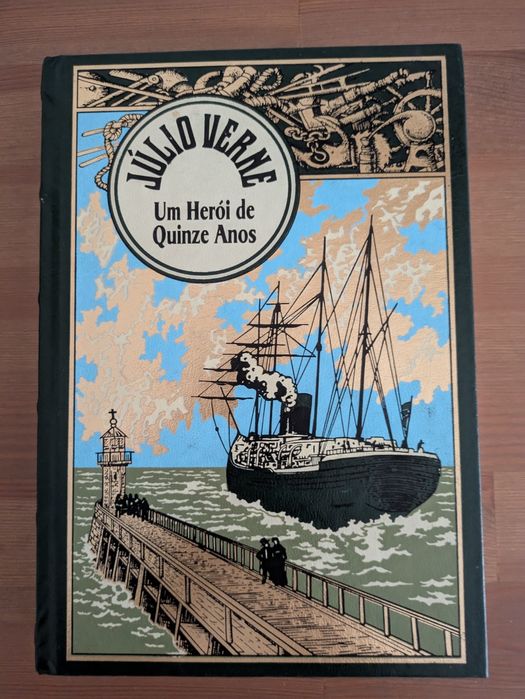 JÚLIO VERNE
Um Herói de
Quinze Anos